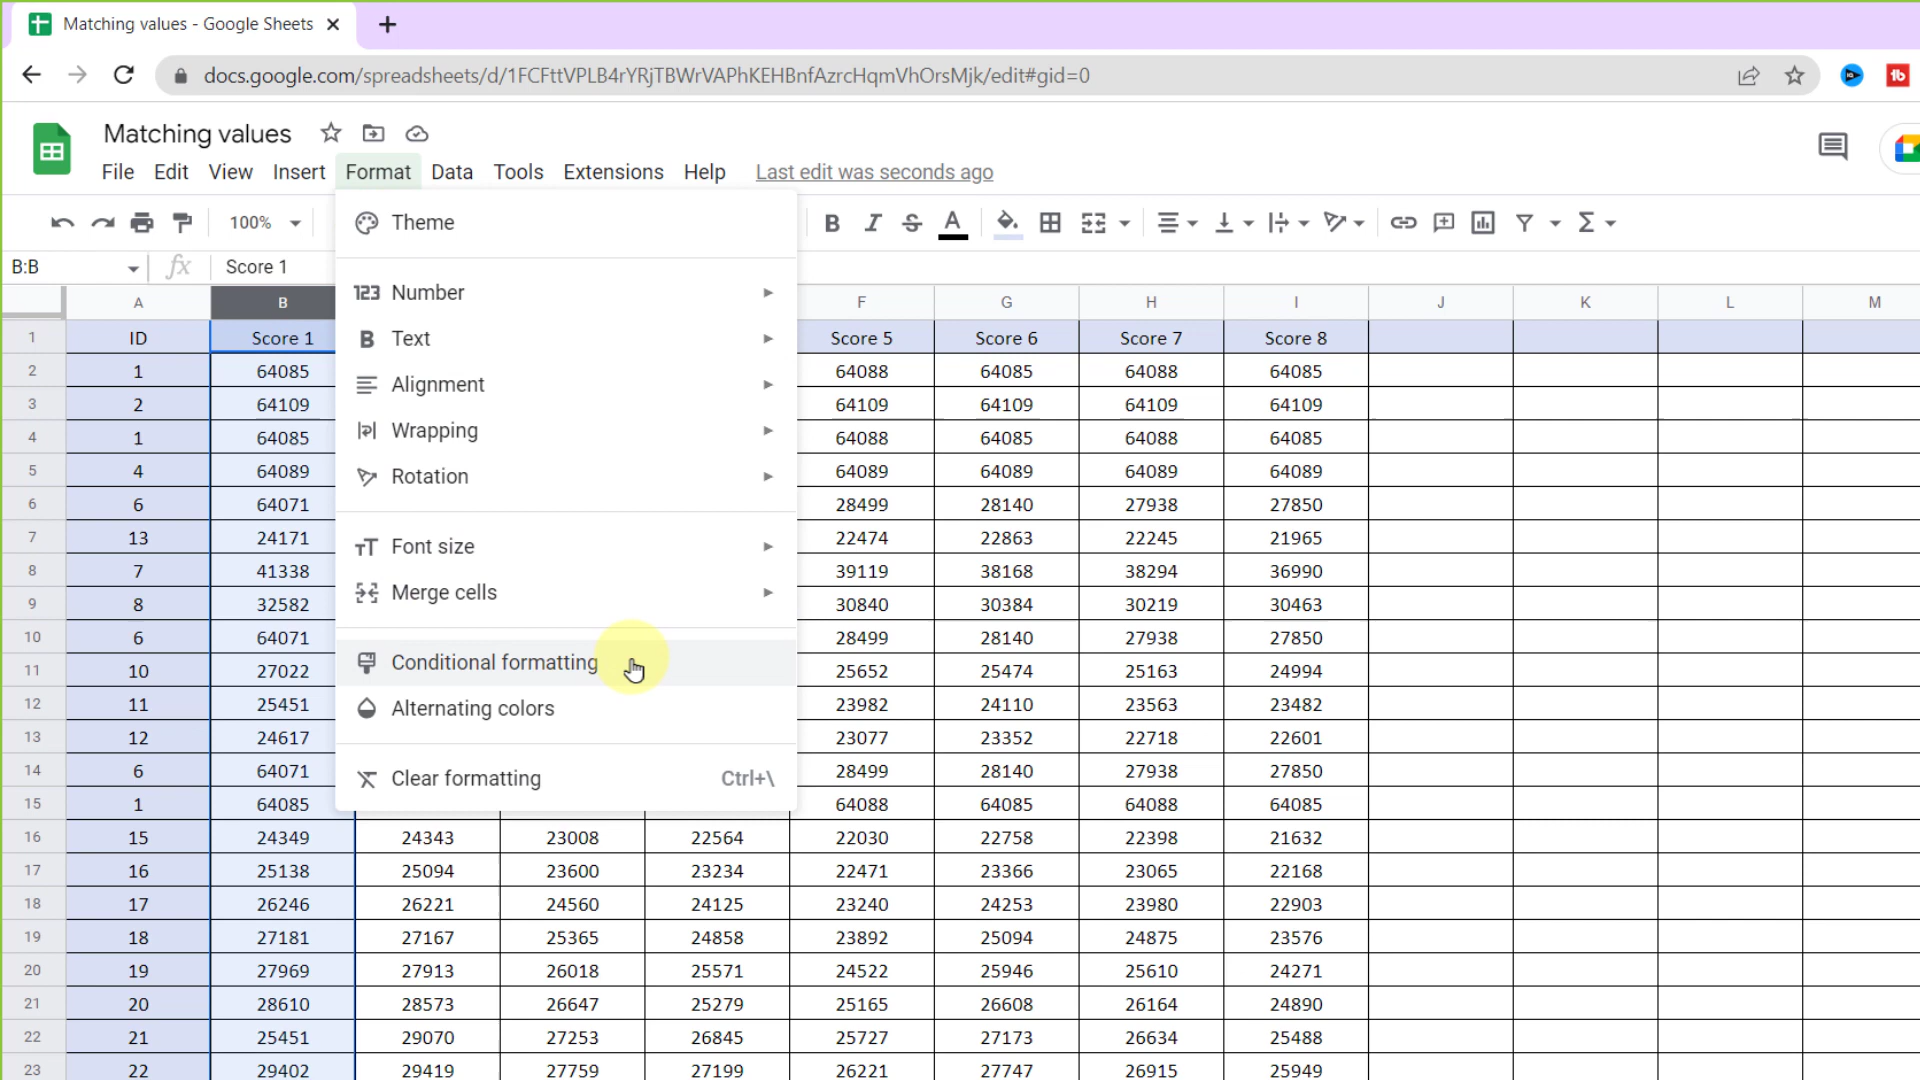 Matching values - Google Sheets
docs.google.com/spreadsheets/d/1FCFttVPLB4rYRjTBWrVAPhKEHBnfAzrcHqmVhOrsMjk/edit#gid=0
Matching values
File Edit View Insert Format Data Tools Extensions Help Last edit was seconds ago
100%
B:B fx Score 1
Theme
123 Number
B Text
Alignment
Wrapping
Rotation
Font size
Merge cells
Conditional formatting
Alternating colors
Clear formatting Ctrl+\
A B F G H I J K L M
1 ID Score 1 Score 5 Score 6 Score 7 Score 8
2 1 64085 64088 64085 64088 64085
3 2 64109 64109 64109 64109 64109
4 1 64085 64088 64085 64088 64085
5 4 64089 64089 64089 64089 64089
6 6 64071 28499 28140 27938 27850
7 13 24171 22474 22863 22245 21965
8 7 41338 39119 38168 38294 36990
9 8 32582 30840 30384 30219 30463
10 6 64071 28499 28140 27938 27850
11 10 27022 25652 25474 25163 24994
12 11 25451 23982 24110 23563 23482
13 12 24617 23077 23352 22718 22601
14 6 64071 28499 28140 27938 27850
15 1 64085 64088 64085 64088 64085
16 15 24349 24343 23008 22564 22030 22758 22398 21632
17 16 25138 25094 23600 23234 22471 23366 23065 22168
18 17 26246 26221 24560 24125 23240 24253 23980 22903
19 18 27181 27167 25365 24858 23892 25094 24875 23576
20 19 27969 27913 26018 25571 24522 25946 25610 24271
21 20 28610 28573 26647 25279 25165 26608 26164 24890
22 21 25451 29070 27253 26845 25727 27173 26634 25488
23 22 29402 29419 27759 27199 26221 27747 26915 25949